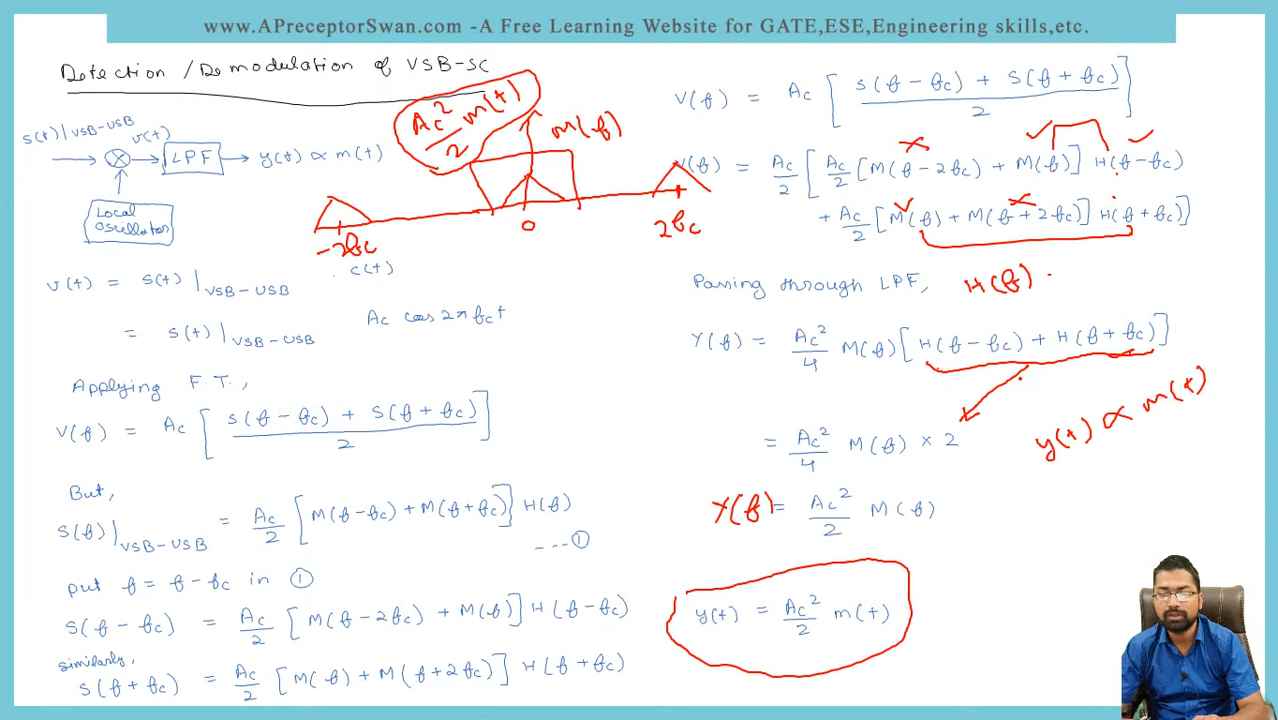 www.APreceptorSwan.com -A Free Learning Website for GATE,ESE,Engineering skills,etc.
Detection / Demodulation of VSB-SC
s(t)|VSB-USB
v(t)
LPF
y(t) ∝ m(t)
Local
oscillator
Ac²/2 m(t)
M(f)
-2fc
0
2fc
v(t) = s(t)|VSB-USB c(t)
= s(t)|VSB-USB Ac cos 2π fc t
Applying F.T.,
V(f) = Ac [ S(f-fc) + S(f+fc) / 2 ]
But,
S(f)|VSB-USB = Ac/2 [ M(f-fc) + M(f+fc) ] H(f)
---- ①
put f = f-fc in ①
S(f-fc) = Ac/2 [ M(f-2fc) + M(f) ] H(f-fc)
similarly,
S(f+fc) = Ac/2 [ M(f) + M(f+2fc) ] H(f+fc)
V(f) = Ac [ S(f-fc) + S(f+fc) / 2 ]
V(f) = Ac/2 [ Ac/2 [ M(f-2fc) + M(f) ] H(f-fc)
+ Ac/2 [ M(f) + M(f+2fc) ] H(f+fc) ]
Passing through LPF, H(f)
Y(f) = Ac²/4 M(f) [ H(f-fc) + H(f+fc) ]
= Ac²/4 M(f) × 2
y(t) ∝ m(t)
Y(f) = Ac²/2 M(f)
y(t) = Ac²/2 m(t)